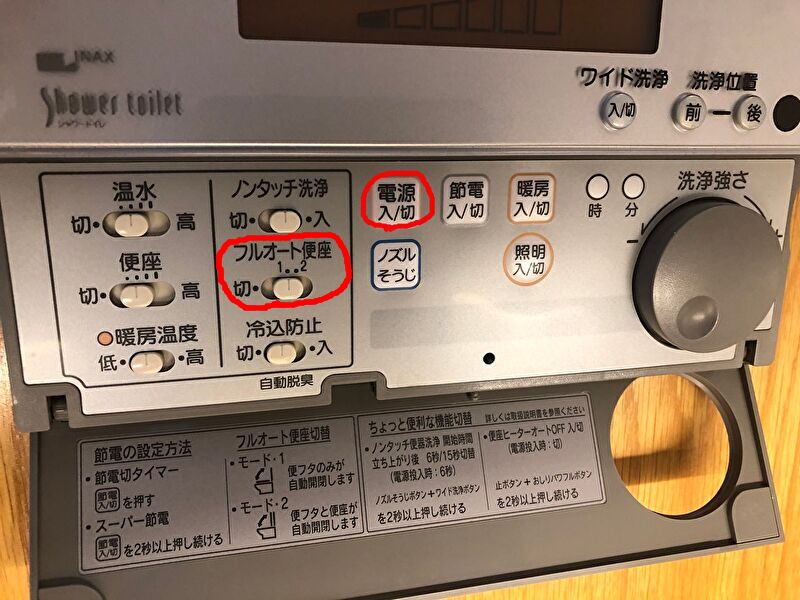 INAX
Shower toilet
シャワートイレ
ワイド洗浄
入/切
洗浄位置
前 後
温水
切・ 高
便座
切・ ・高
暖房温度
低・ ・高
ノンタッチ洗浄
切・ ・入
フルオート便座
1・・2
切・
冷込防止
切・ ・入
自動脱臭
電源
入/切
節電
入/切
暖房
入/切
ノズル
そうじ
照明
入/切
時 分
洗浄強さ
節電の設定方法
・節電切タイマー
節電
入/切
を押す
・スーパー節電
節電
入/切
を2秒以上押し続ける
フルオート便座切替
・モード・1
便フタのみが
自動開閉します
・モード・2
便フタと便座が
自動開閉します
ちょっと便利な機能切替
詳しくは取扱説明書を参照ください
・ノンタッチ便器洗浄 開始時間
立ち上がり後 6秒/15秒切替
(電源投入時:6秒)
ノズルそうじボタン+ワイド洗浄ボタン
を2秒以上押し続ける
・便座ヒーターオートOFF 入/切
(電源投入時:切)
止ボタン+おしりパワフルボタン
を2秒以上押し続ける